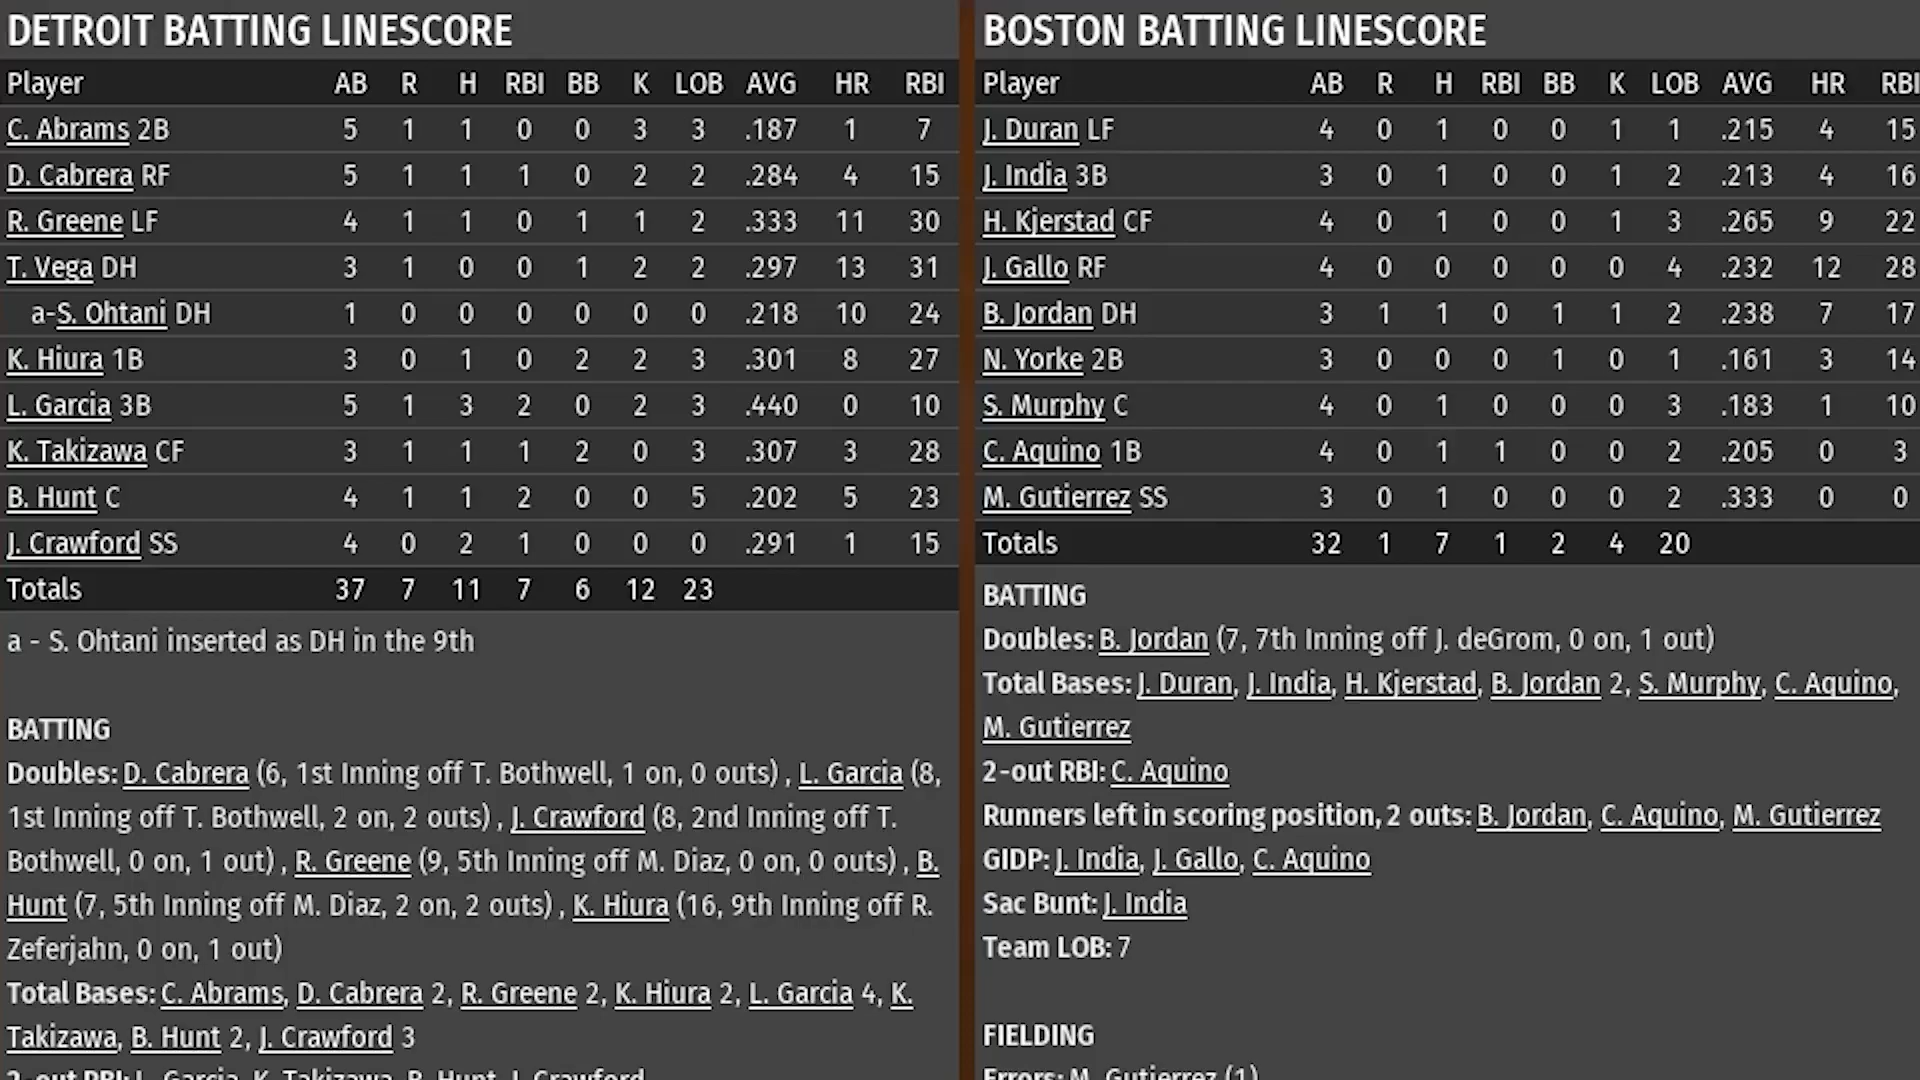 DETROIT BATTING LINESCORE
Player AB R H RBI BB K LOB AVG HR RBI
C. Abrams 2B 5 1 1 0 0 3 3 .187 1 7
D. Cabrera RF 5 1 1 1 0 2 2 .284 4 15
R. Greene LF 4 1 1 0 1 1 2 .333 11 30
T. Vega DH 3 1 0 0 1 2 2 .297 13 31
a-S. Ohtani DH 1 0 0 0 0 0 0 .218 10 24
K. Hiura 1B 3 0 1 0 2 2 3 .301 8 27
L. Garcia 3B 5 1 3 2 0 2 3 .440 0 10
K. Takizawa CF 3 1 1 1 2 0 3 .307 3 28
B. Hunt C 4 1 1 2 0 0 5 .202 5 23
J. Crawford SS 4 0 2 1 0 0 0 .291 1 15
Totals 37 7 11 7 6 12 23
a - S. Ohtani inserted as DH in the 9th
BATTING
Doubles: D. Cabrera (6, 1st Inning off T. Bothwell, 1 on, 0 outs) , L. Garcia (8,
1st Inning off T. Bothwell, 2 on, 2 outs) , J. Crawford (8, 2nd Inning off T.
Bothwell, 0 on, 1 out) , R. Greene (9, 5th Inning off M. Diaz, 0 on, 0 outs) , B.
Hunt (7, 5th Inning off M. Diaz, 2 on, 2 outs) , K. Hiura (16, 9th Inning off R.
Zeferjahn, 0 on, 1 out)
Total Bases: C. Abrams, D. Cabrera 2, R. Greene 2, K. Hiura 2, L. Garcia 4, K.
Takizawa, B. Hunt 2, J. Crawford 3
2-out RBI: L. Garcia, K. Takizawa, B. Hunt, J. Crawford
BOSTON BATTING LINESCORE
Player AB R H RBI BB K LOB AVG HR RBI
J. Duran LF 4 0 1 0 0 1 1 .215 4 15
J. India 3B 3 0 1 0 0 1 2 .213 4 16
H. Kjerstad CF 4 0 1 0 0 1 3 .265 9 22
J. Gallo RF 4 0 0 0 0 0 4 .232 12 28
B. Jordan DH 3 1 1 0 1 1 2 .238 7 17
N. Yorke 2B 3 0 0 0 1 0 1 .161 3 14
S. Murphy C 4 0 1 0 0 0 3 .183 1 10
C. Aquino 1B 4 0 1 1 0 0 2 .205 0 3
M. Gutierrez SS 3 0 1 0 0 0 2 .333 0 0
Totals 32 1 7 1 2 4 20
BATTING
Doubles: B. Jordan (7, 7th Inning off J. deGrom, 0 on, 1 out)
Total Bases: J. Duran, J. India, H. Kjerstad, B. Jordan 2, S. Murphy, C. Aquino,
M. Gutierrez
2-out RBI: C. Aquino
Runners left in scoring position, 2 outs: B. Jordan, C. Aquino, M. Gutierrez
GIDP: J. India, J. Gallo, C. Aquino
Sac Bunt: J. India
Team LOB: 7
FIELDING
Errors: M. Gutierrez (1)